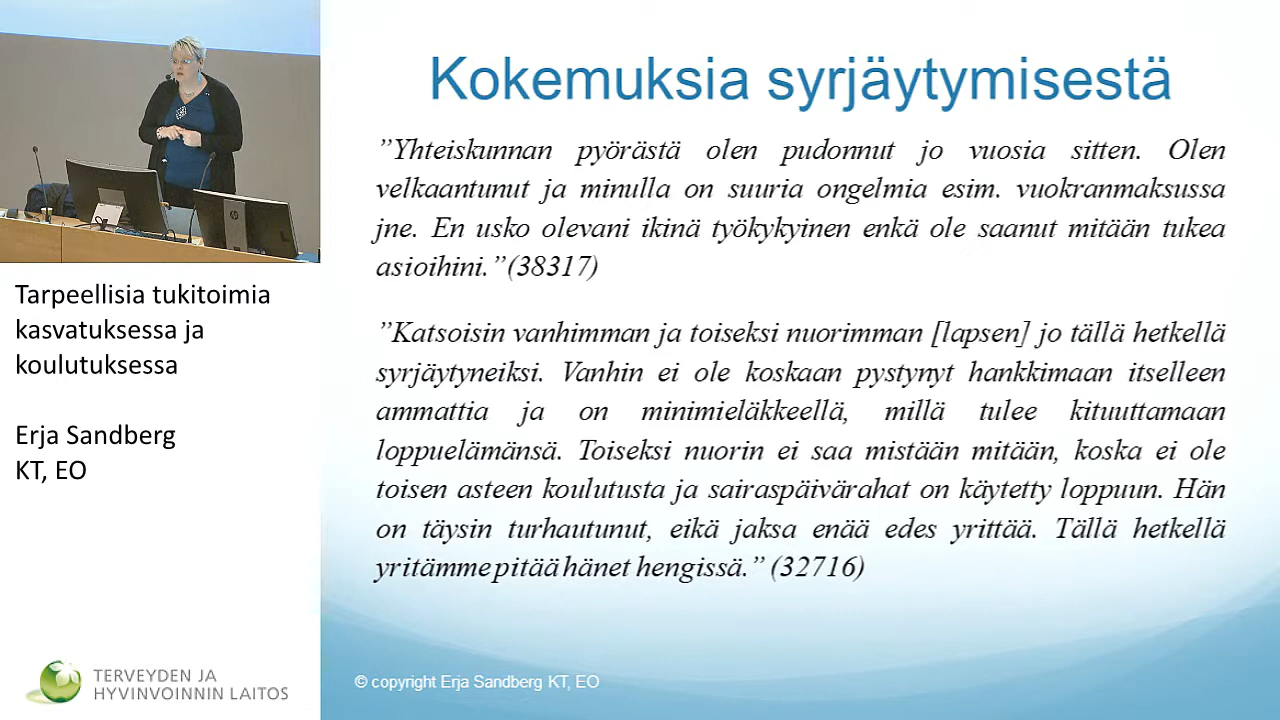 Kokemuksia syrjäytymisestä
”Yhteiskunnan pyörästä olen pudonnut jo vuosia sitten. Olen
velkaantunut ja minulla on suuria ongelmia esim. vuokranmaksussa
jne. En usko olevani ikinä työkykyinen enkä ole saanut mitään tukea
asioihini.”(38317)
”Katsoisin vanhimman ja toiseksi nuorimman [lapsen] jo tällä hetkellä
syrjäytyneiksi. Vanhin ei ole koskaan pystynyt hankkimaan itselleen
ammattia ja on minimieläkkeellä, millä tulee kituuttamaan
loppuelämänsä. Toiseksi nuorin ei saa mistään mitään, koska ei ole
toisen asteen koulutusta ja sairaspäivärahat on käytetty loppuun. Hän
on täysin turhautunut, eikä jaksa enää edes yrittää. Tällä hetkellä
yritämme pitää hänet hengissä.” (32716)
Tarpeellisia tukitoimia
kasvatuksessa ja
koulutuksessa
Erja Sandberg
KT, EO
TERVEYDEN JA
HYVINVOINNIN LAITOS
© copyright Erja Sandberg KT, EO